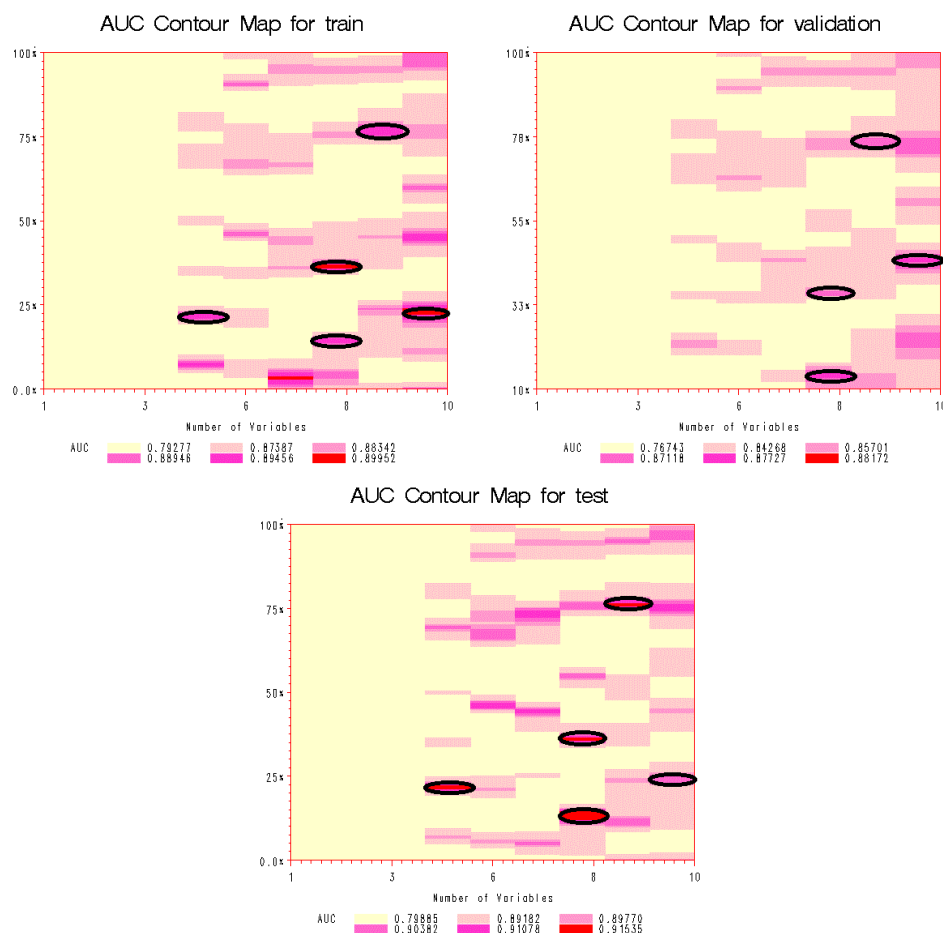 AUC Contour Map for train
100%
75%
50%
25%
0.0%
1 3 6 8 10
Number of Variables
AUC 0.79277 0.87387 0.88342
0.88946 0.89456 0.89952
AUC Contour Map for validation
100%
78%
55%
33%
10%
1 3 6 8 10
Number of Variables
AUC 0.76743 0.84268 0.85701
0.87118 0.87727 0.88172
AUC Contour Map for test
100%
75%
50%
25%
0.0%
1 3 6 8 10
Number of Variables
AUC 0.79885 0.89182 0.89770
0.90382 0.91078 0.91535